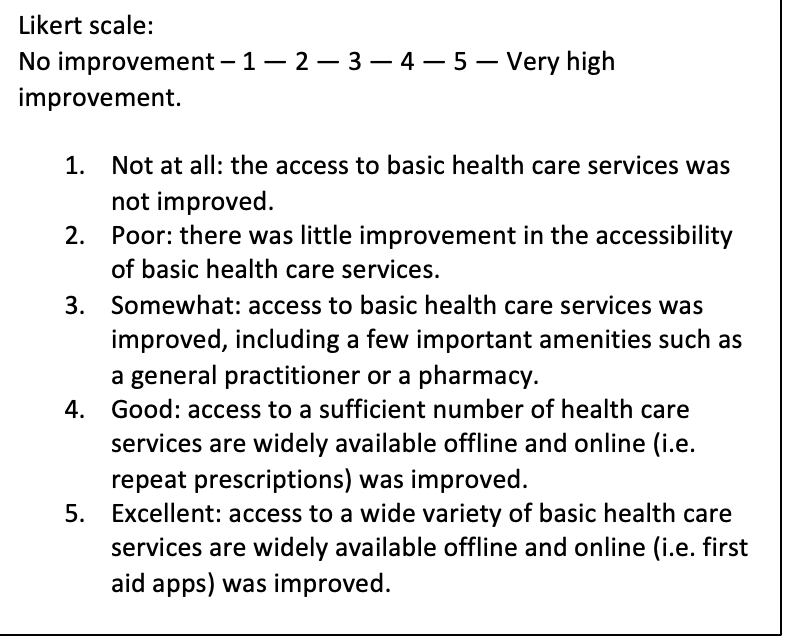 Likert scale:
No improvement – 1 — 2 — 3 — 4 — 5 — Very high
improvement.
1. Not at all: the access to basic health care services was
not improved.
2. Poor: there was little improvement in the accessibility
of basic health care services.
3. Somewhat: access to basic health care services was
improved, including a few important amenities such as
a general practitioner or a pharmacy.
4. Good: access to a sufficient number of health care
services are widely available offline and online (i.e.
repeat prescriptions) was improved.
5. Excellent: access to a wide variety of basic health care
services are widely available offline and online (i.e. first
aid apps) was improved.